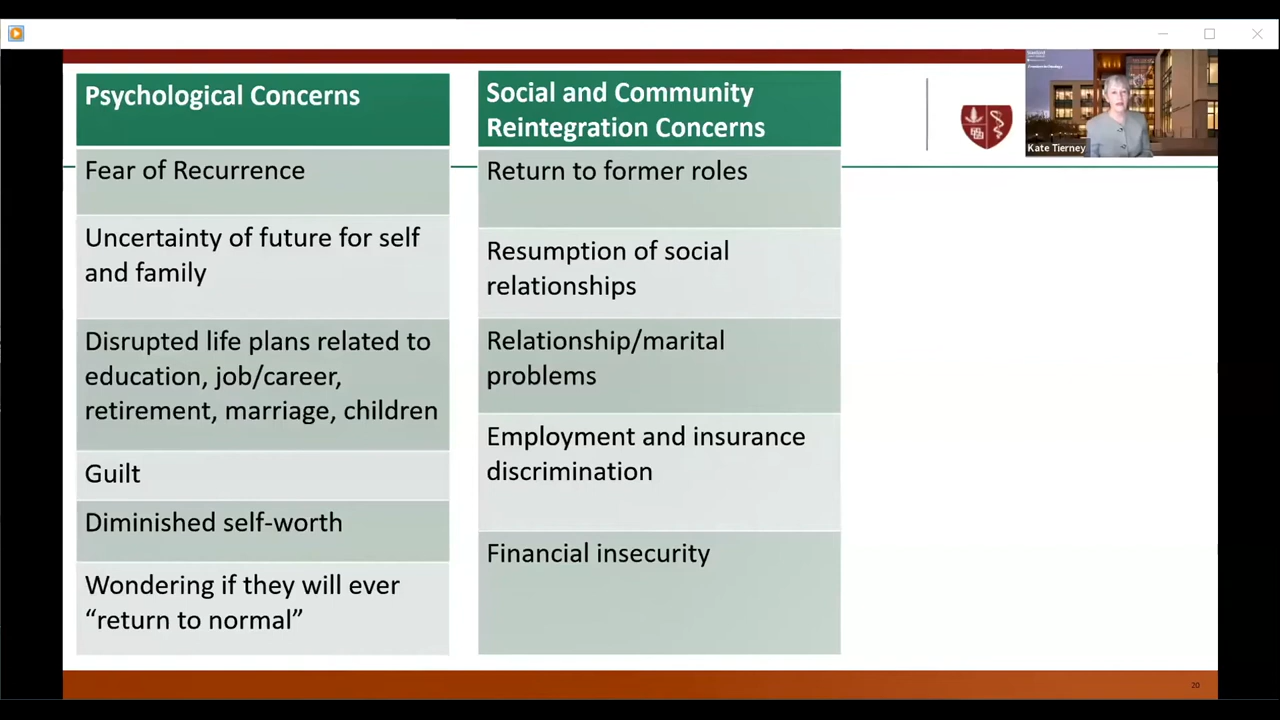 Psychological Concerns
Fear of Recurrence
Uncertainty of future for self
and family
Disrupted life plans related to
education, job/career,
retirement, marriage, children
Guilt
Diminished self-worth
Wondering if they will ever
“return to normal”
Social and Community
Reintegration Concerns
Return to former roles
Resumption of social
relationships
Relationship/marital
problems
Employment and insurance
discrimination
Financial insecurity
Kate Tierney
20